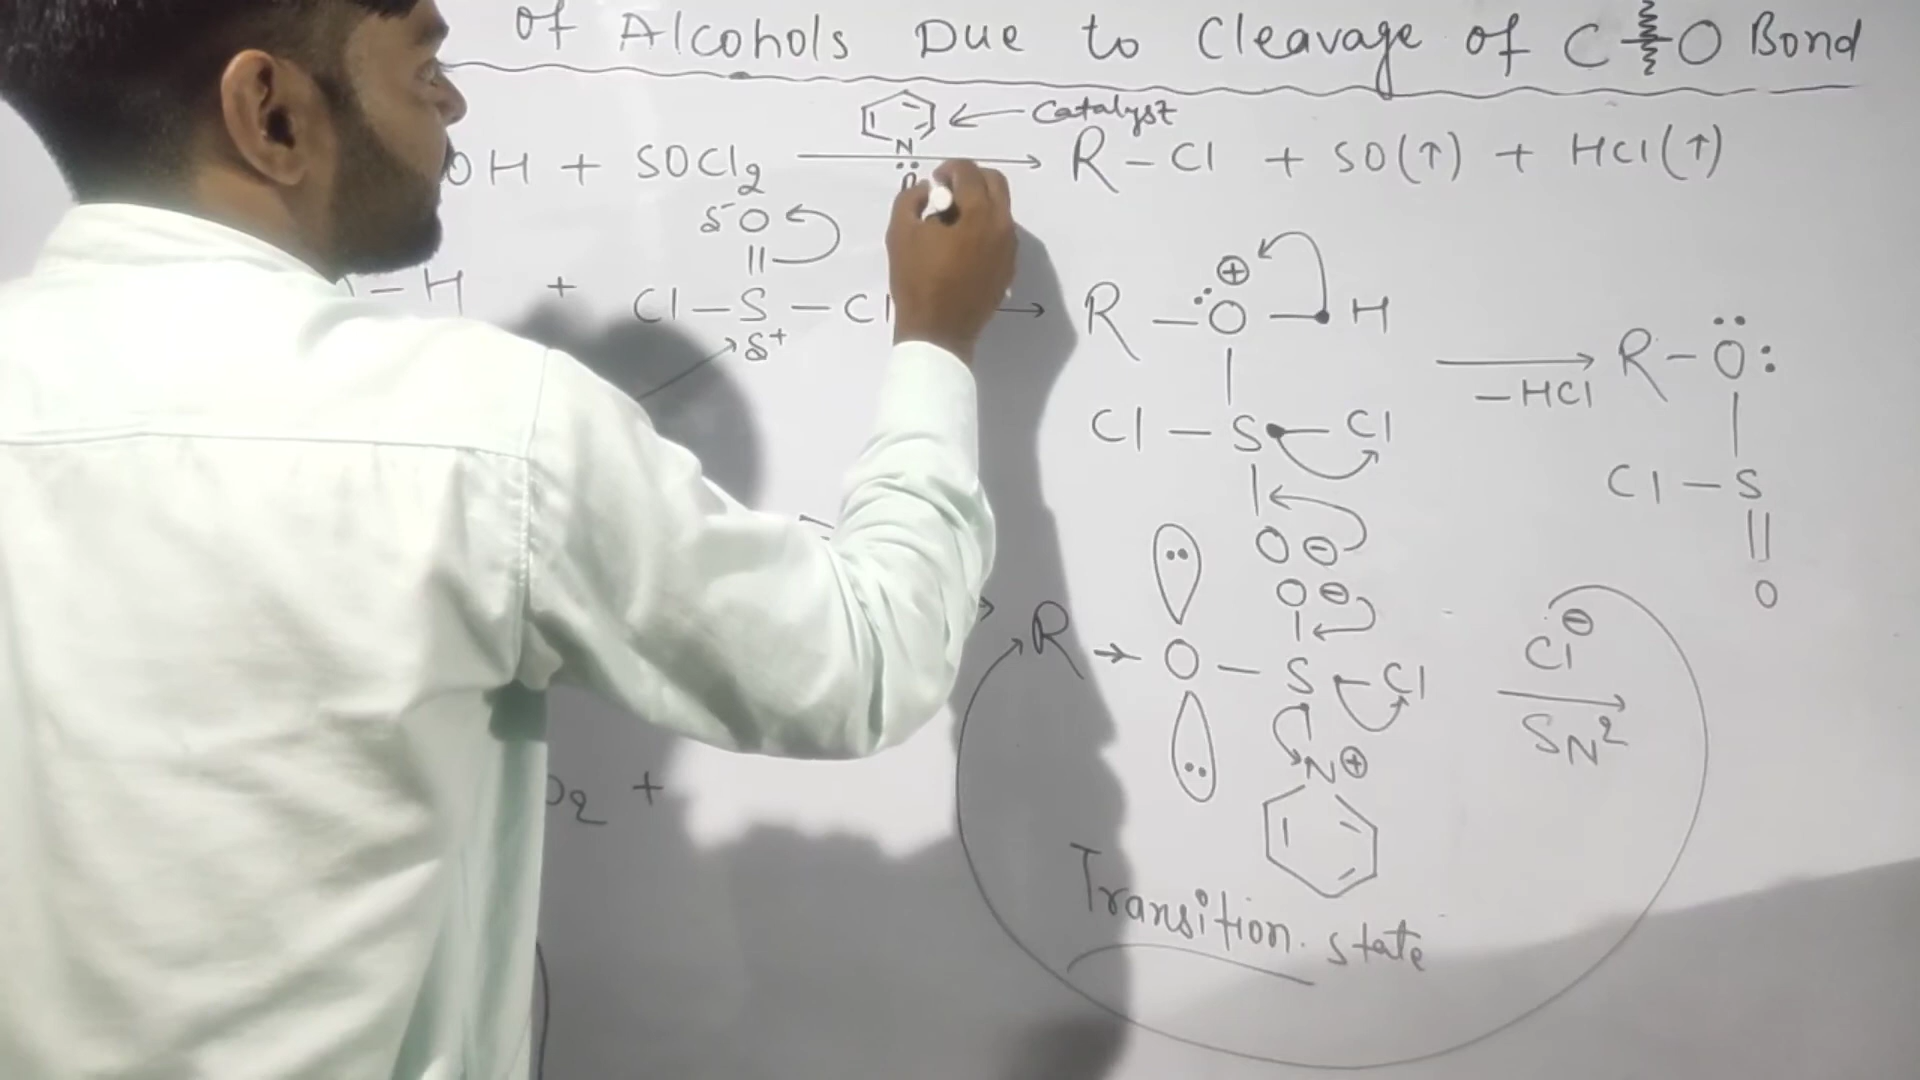 of Alcohols Due to Cleavage of C O Bond
Catalyst
N
OH + SOCl2 → R-Cl + SO(↑) + HCl(↑)
δ- O
- H + Cl-S-Cl → R-O-H
δ+
⊕
Cl-S-Cl
O ⊖
-HCl
R-O:
Cl-S
O
O ⊖
R → O-S-Cl
N ⊕
Cl ⊖
SN2
O2 +
Transition state